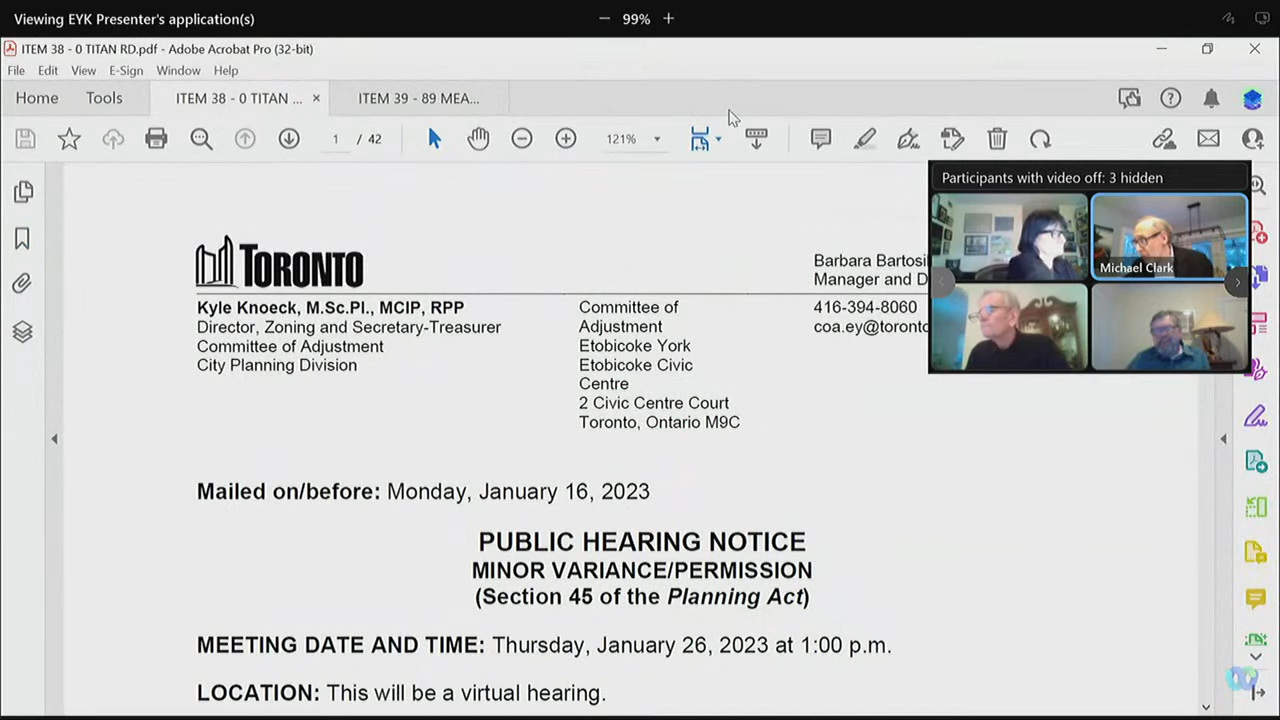 Viewing EYK Presenter's application(s)
99%
ITEM 38 - 0 TITAN RD.pdf - Adobe Acrobat Pro (32-bit)
File Edit View E-Sign Window Help
Home Tools ITEM 38 - 0 TITAN ... ITEM 39 - 89 MEA...
1 / 42 121%
Participants with video off: 3 hidden
Michael Clark
TORONTO
Barbara Bartosi
Manager and D
Kyle Knoeck, M.Sc.Pl., MCIP, RPP
Director, Zoning and Secretary-Treasurer
Committee of Adjustment
City Planning Division
Committee of
Adjustment
Etobicoke York
Etobicoke Civic
Centre
2 Civic Centre Court
Toronto, Ontario M9C
416-394-8060
coa.ey@toronto
Mailed on/before: Monday, January 16, 2023
PUBLIC HEARING NOTICE
MINOR VARIANCE/PERMISSION
(Section 45 of the Planning Act)
MEETING DATE AND TIME: Thursday, January 26, 2023 at 1:00 p.m.
LOCATION: This will be a virtual hearing.